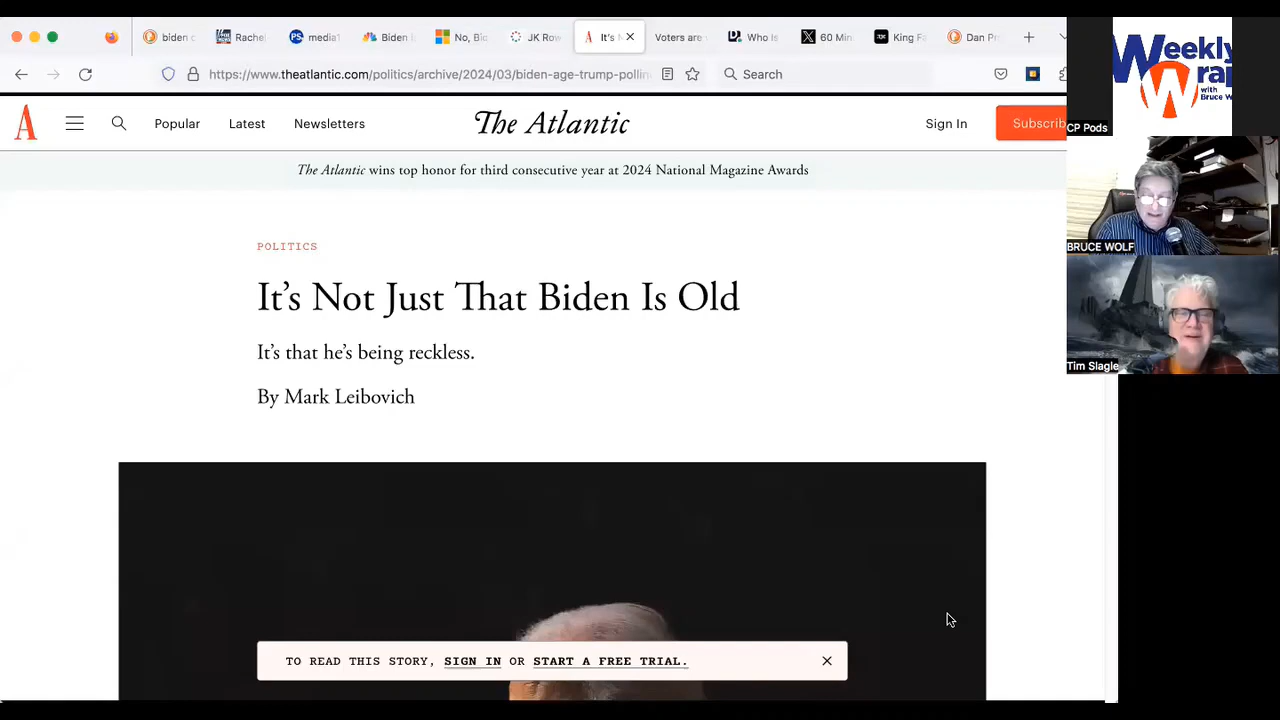 biden c
Rachel
media
Biden i
No, Bid
JK Row
It's N
Voters are
Who Is
60 Min
King Fa
Dan Pr
https://www.theatlantic.com/politics/archive/2024/03/biden-age-trump-pollin
Search
Popular
Latest
Newsletters
The Atlantic
Sign In
Subscrib
The Atlantic wins top honor for third consecutive year at 2024 National Magazine Awards
POLITICS
It's Not Just That Biden Is Old
It's that he's being reckless.
By Mark Leibovich
TO READ THIS STORY, SIGN IN OR START A FREE TRIAL.
Weekly
W
with
Bruce W
CP Pods
BRUCE WOLF
Tim Slagle